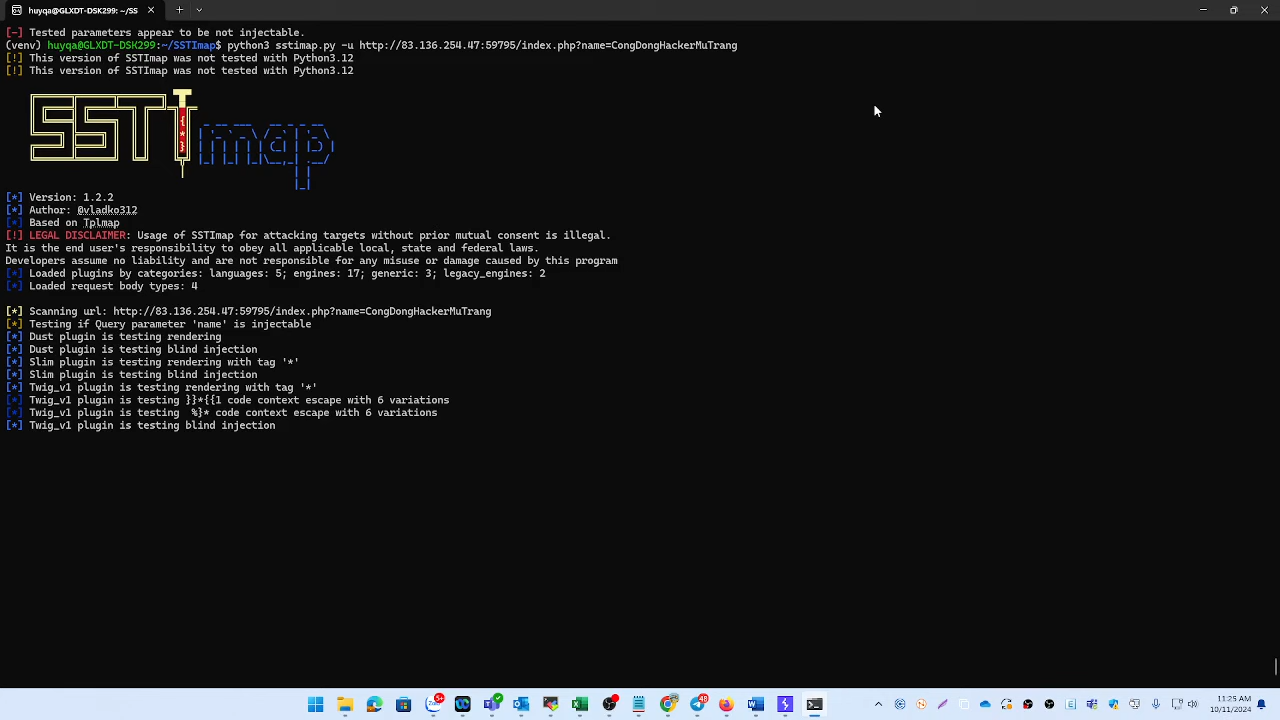 huyqa@GLXDT-DSK299: ~/SS
[-] Tested parameters appear to be not injectable.
(venv) huyqa@GLXDT-DSK299:~/SSTImap$ python3 sstimap.py -u http://83.136.254.47:59795/index.php?name=CongDongHackerMuTrang
[!] This version of SSTImap was not tested with Python3.12
[!] This version of SSTImap was not tested with Python3.12
SSTImap
[*] Version: 1.2.2
[*] Author: @vladko312
[*] Based on Tplmap
[!] LEGAL DISCLAIMER: Usage of SSTImap for attacking targets without prior mutual consent is illegal.
It is the end user's responsibility to obey all applicable local, state and federal laws.
Developers assume no liability and are not responsible for any misuse or damage caused by this program
[*] Loaded plugins by categories: languages: 5; engines: 17; generic: 3; legacy_engines: 2
[*] Loaded request body types: 4
[*] Scanning url: http://83.136.254.47:59795/index.php?name=CongDongHackerMuTrang
[*] Testing if Query parameter 'name' is injectable
[*] Dust plugin is testing rendering
[*] Dust plugin is testing blind injection
[*] Slim plugin is testing rendering with tag '*'
[*] Slim plugin is testing blind injection
[*] Twig_v1 plugin is testing rendering with tag '*'
[*] Twig_v1 plugin is testing }}*{{1 code context escape with 6 variations
[*] Twig_v1 plugin is testing  %}* code context escape with 6 variations
[*] Twig_v1 plugin is testing blind injection
11:25 AM
10/11/2024